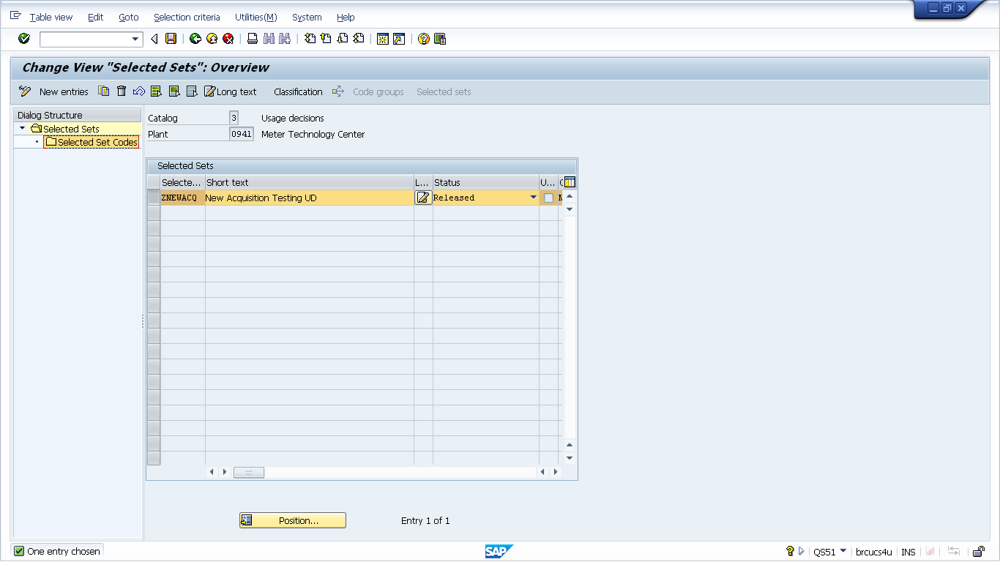 Table view Edit Goto Selection criteria Utilities(M) System Help
Change View "Selected Sets": Overview
New entries Long text Classification Code groups Selected sets
Dialog Structure
Selected Sets
Selected Set Codes
Catalog 3 Usage decisions
Plant 0941 Meter Technology Center
Selected Sets
Selecte... Short text L... Status U...
ZNEWACQ New Acquisition Testing UD Released
Position... Entry 1 of 1
One entry chosen SAP QS51 brcucs4u INS